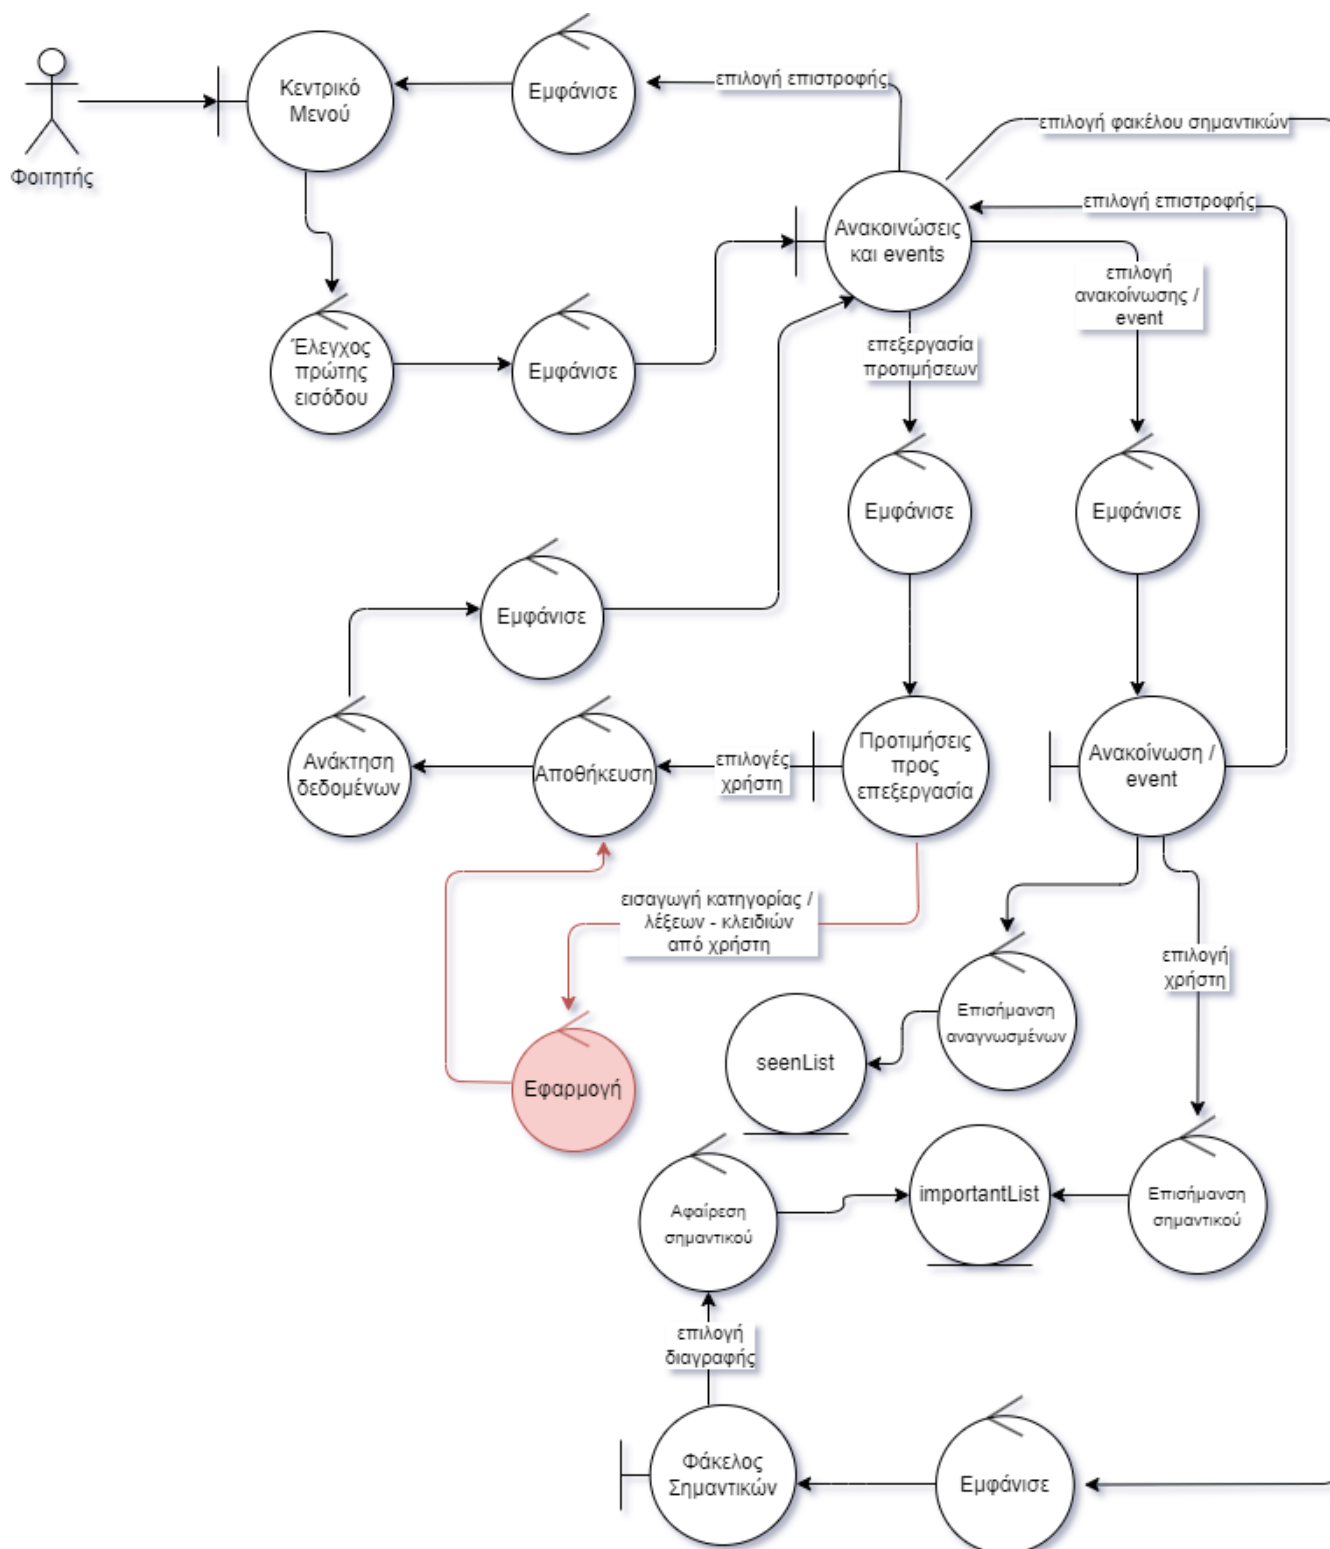 Φοιτητής
Κεντρικό
Μενού
Εμφάνισε
επιλογή επιστροφής
επιλογή φακέλου σημαντικών
επιλογή επιστροφής
Ανακοινώσεις
και events
επιλογή
ανακοίνωσης /
event
Έλεγχος
πρώτης
εισόδου
Εμφάνισε
επεξεργασία
προτιμήσεων
Εμφάνισε
Εμφάνισε
Εμφάνισε
Ανάκτηση
δεδομένων
Αποθήκευση
επιλογές
χρήστη
Προτιμήσεις
προς
επεξεργασία
Ανακοίνωση /
event
εισαγωγή κατηγορίας /
λέξεων - κλειδιών
από χρήστη
επιλογή
χρήστη
Εφαρμογή
Επισήμανση
αναγνωσμένων
seenList
Αφαίρεση
σημαντικού
importantList
Επισήμανση
σημαντικού
επιλογή
διαγραφής
Φάκελος
Σημαντικών
Εμφάνισε